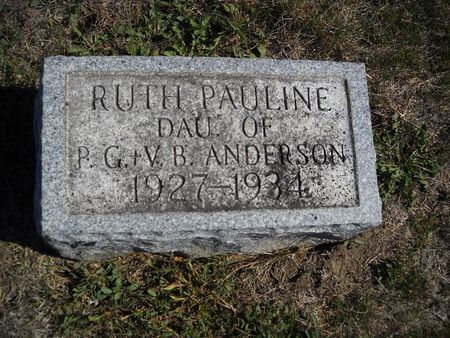 RUTH PAULINE,
DAU. OF
P. G. & V. B. ANDERSON
1927-1934